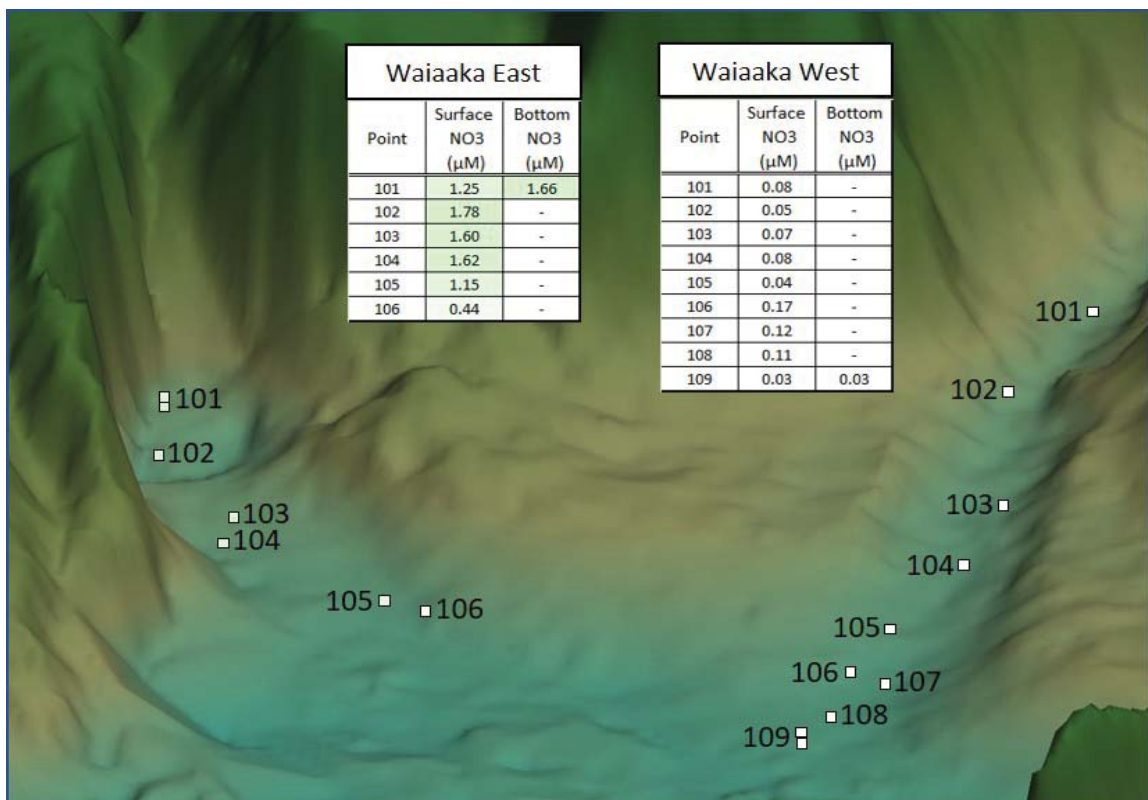 Waiaaka East
Point Surface NO3 (µM) Bottom NO3 (µM)
101 1.25 1.66
102 1.78 -
103 1.60 -
104 1.62 -
105 1.15 -
106 0.44 -
Waiaaka West
Point Surface NO3 (µM) Bottom NO3 (µM)
101 0.08 -
102 0.05 -
103 0.07 -
104 0.08 -
105 0.04 -
106 0.17 -
107 0.12 -
108 0.11 -
109 0.03 0.03
101
102
103
104
105
106
101
102
103
104
105
106
107
108
109